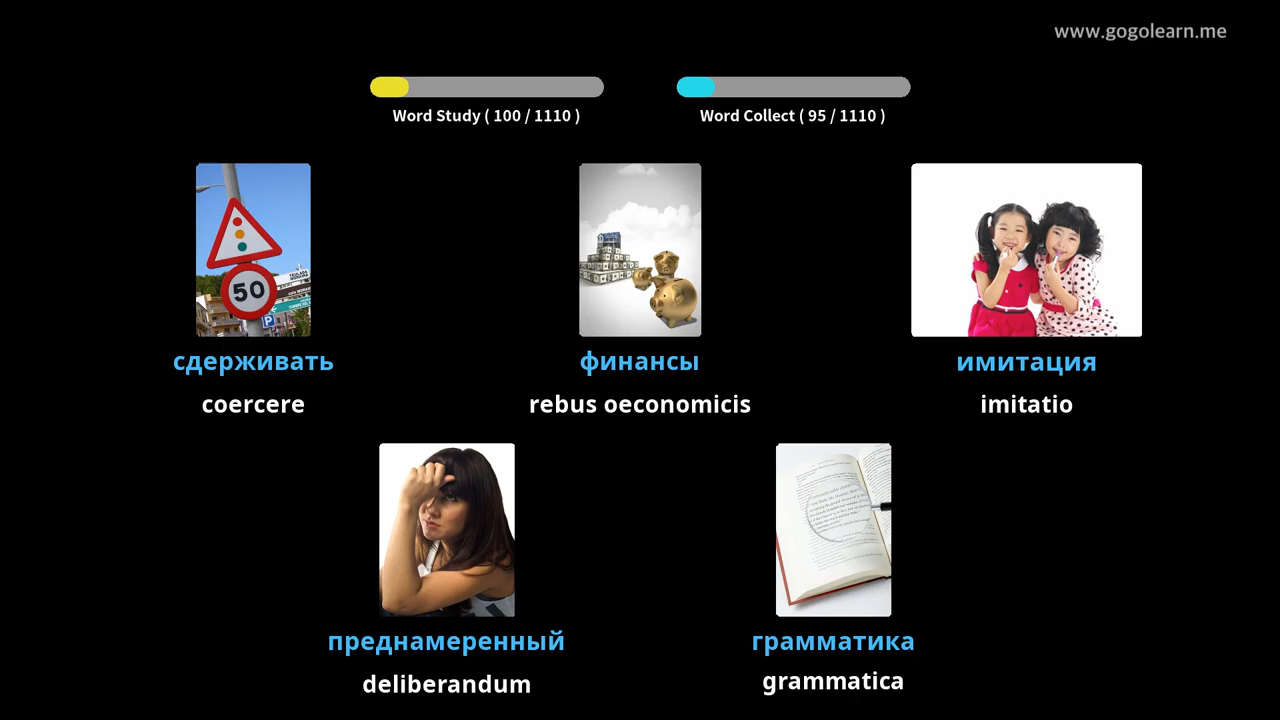 www.gogolearn.me
Word Study ( 100 / 1110 )
Word Collect ( 95 / 1110 )
50
P
сдерживать
финансы
имитация
coercere
rebus oeconomicis
imitatio
преднамеренный
грамматика
deliberandum
grammatica